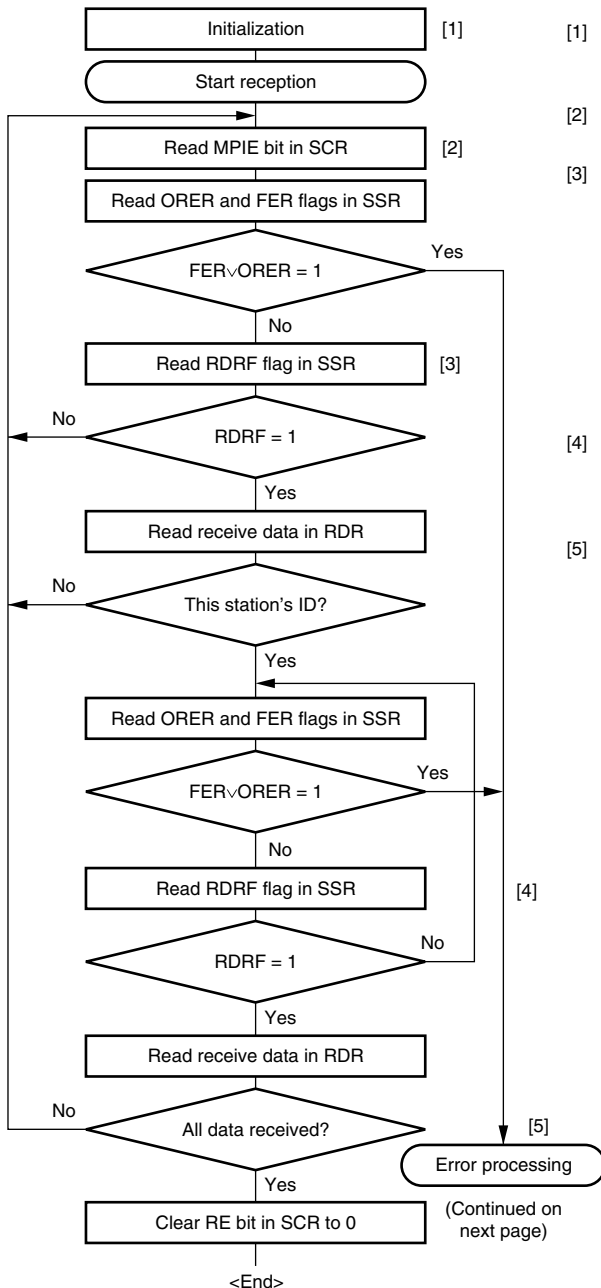 Initialization [1] [1]
Start reception
[2]
Read MPIE bit in SCR [2]
[3]
Read ORER and FER flags in SSR
Yes
FER∨ORER = 1
No
Read RDRF flag in SSR [3]
No
RDRF = 1 [4]
Yes
Read receive data in RDR
[5]
No
This station's ID?
Yes
Read ORER and FER flags in SSR
Yes
FER∨ORER = 1
No
Read RDRF flag in SSR [4]
No
RDRF = 1
Yes
Read receive data in RDR
No
All data received? [5]
Error processing
Yes
(Continued on
next page)
Clear RE bit in SCR to 0
<End>